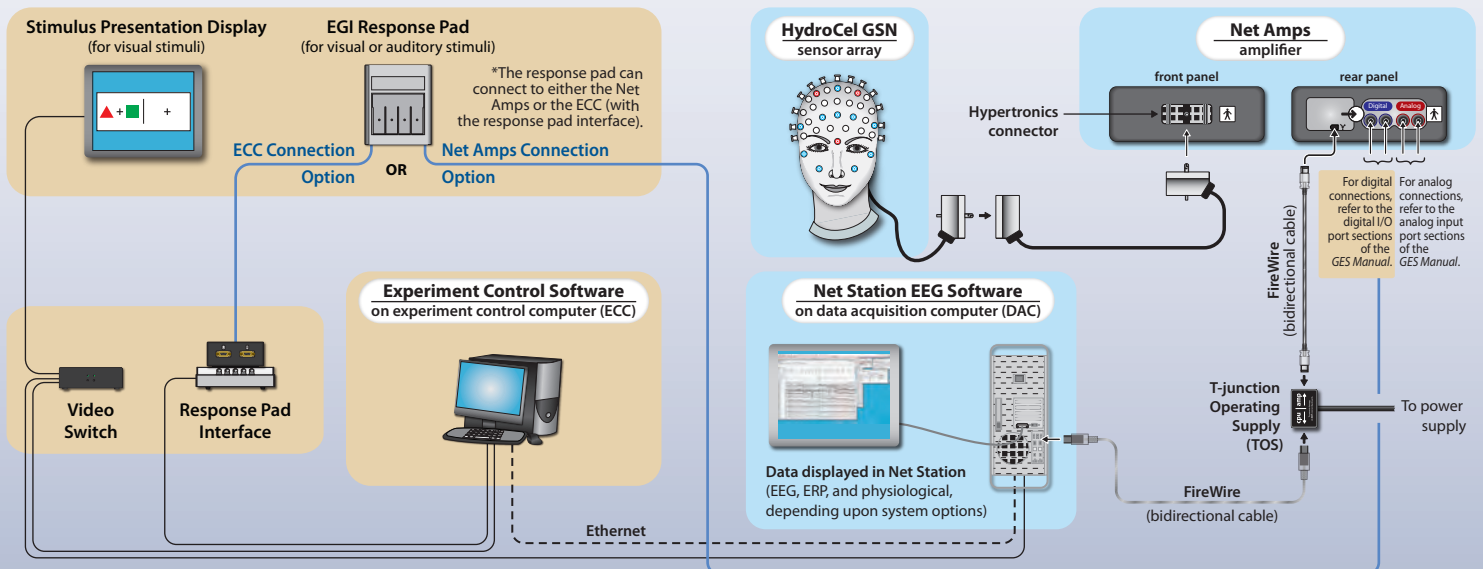 Stimulus Presentation Display
(for visual stimuli)
EGI Response Pad
(for visual or auditory stimuli)
*The response pad can
connect to either the Net
Amps or the ECC (with
the response pad interface).
ECC Connection
Option
OR
Net Amps Connection
Option
HydroCel GSN
sensor array
Net Amps
amplifier
front panel
rear panel
Hypertronics
connector
Digital
Analog
For digital
connections,
refer to the
digital I/O
port sections
of the
GES Manual.
For analog
connections,
refer to the
analog input
port sections
of the
GES Manual.
FireWire
(bidirectional cable)
Video
Switch
Response Pad
Interface
Experiment Control Software
on experiment control computer (ECC)
Net Station EEG Software
on data acquisition computer (DAC)
Data displayed in Net Station
(EEG, ERP, and physiological,
depending upon system options)
T-junction
Operating
Supply
(TOS)
To power
supply
FireWire
(bidirectional cable)
Ethernet